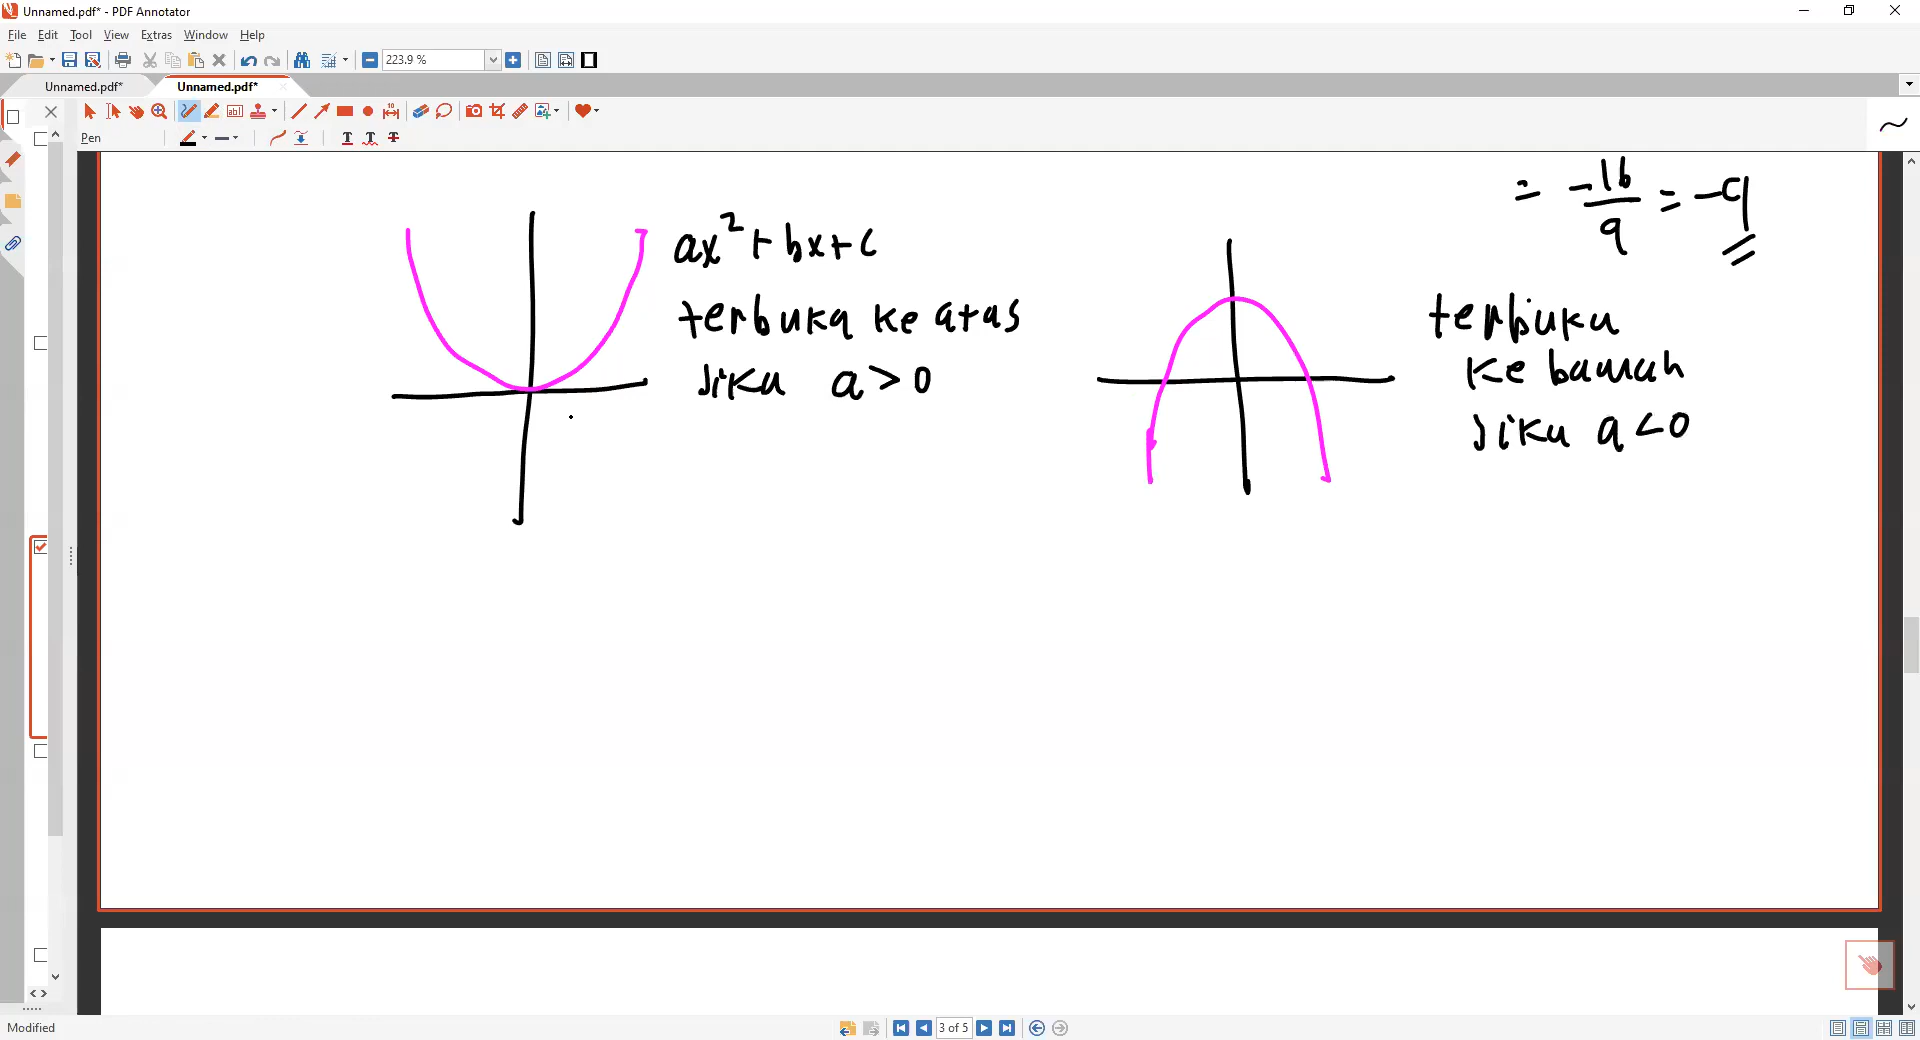 Unnamed.pdf* - PDF Annotator
File Edit Tool View Extras Window Help
223.9 %
Unnamed.pdf*
Unnamed.pdf*
Pen
= -16/9 = -9
ax² + bx + c
terbuka ke atas
jika a > 0
terbuka
ke bawah
jika a < 0
Modified
3 of 5